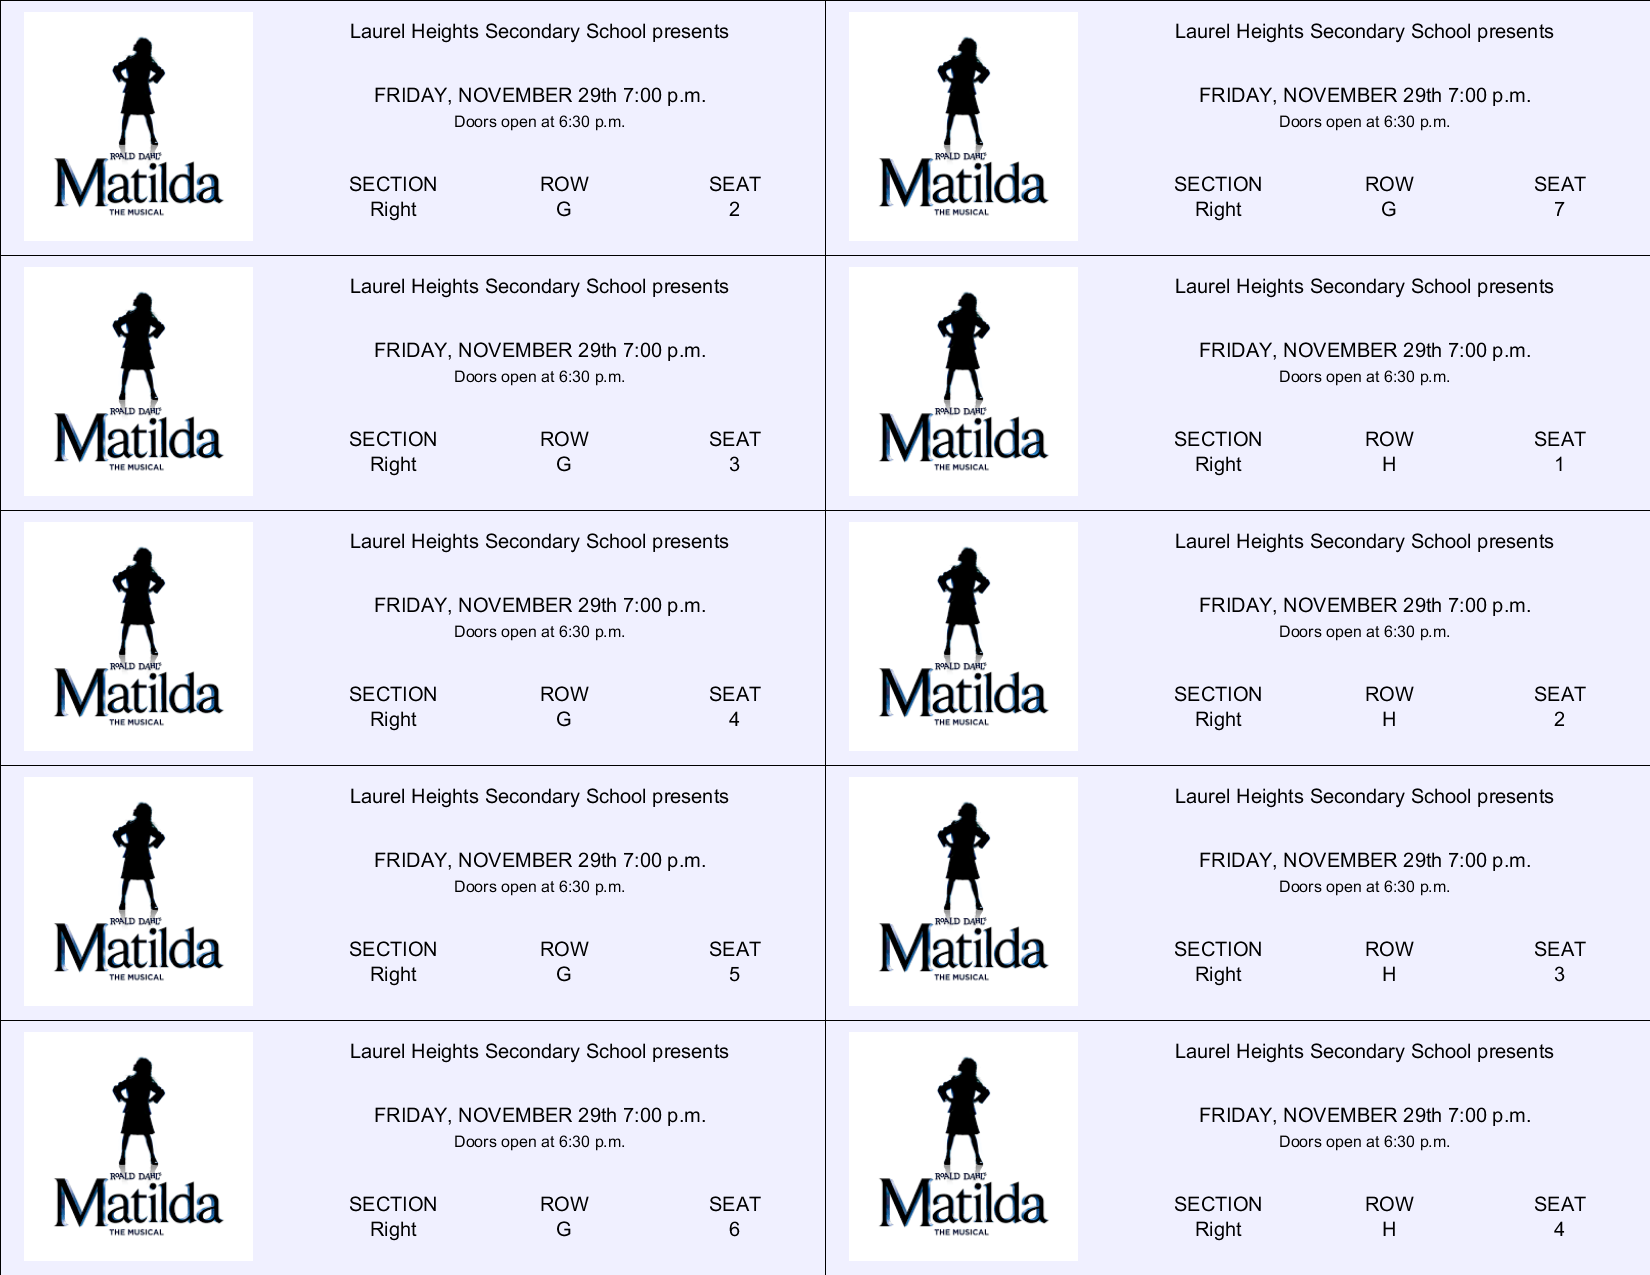 Laurel Heights Secondary School presents
FRIDAY, NOVEMBER 29th 7:00 p.m.
Doors open at 6:30 p.m.
ROALD DAHL'S
Matilda
THE MUSICAL
SECTION ROW SEAT
Right G 2
Laurel Heights Secondary School presents
FRIDAY, NOVEMBER 29th 7:00 p.m.
Doors open at 6:30 p.m.
ROALD DAHL'S
Matilda
THE MUSICAL
SECTION ROW SEAT
Right G 7
Laurel Heights Secondary School presents
FRIDAY, NOVEMBER 29th 7:00 p.m.
Doors open at 6:30 p.m.
ROALD DAHL'S
Matilda
THE MUSICAL
SECTION ROW SEAT
Right G 3
Laurel Heights Secondary School presents
FRIDAY, NOVEMBER 29th 7:00 p.m.
Doors open at 6:30 p.m.
ROALD DAHL'S
Matilda
THE MUSICAL
SECTION ROW SEAT
Right H 1
Laurel Heights Secondary School presents
FRIDAY, NOVEMBER 29th 7:00 p.m.
Doors open at 6:30 p.m.
ROALD DAHL'S
Matilda
THE MUSICAL
SECTION ROW SEAT
Right G 4
Laurel Heights Secondary School presents
FRIDAY, NOVEMBER 29th 7:00 p.m.
Doors open at 6:30 p.m.
ROALD DAHL'S
Matilda
THE MUSICAL
SECTION ROW SEAT
Right H 2
Laurel Heights Secondary School presents
FRIDAY, NOVEMBER 29th 7:00 p.m.
Doors open at 6:30 p.m.
ROALD DAHL'S
Matilda
THE MUSICAL
SECTION ROW SEAT
Right G 5
Laurel Heights Secondary School presents
FRIDAY, NOVEMBER 29th 7:00 p.m.
Doors open at 6:30 p.m.
ROALD DAHL'S
Matilda
THE MUSICAL
SECTION ROW SEAT
Right H 3
Laurel Heights Secondary School presents
FRIDAY, NOVEMBER 29th 7:00 p.m.
Doors open at 6:30 p.m.
ROALD DAHL'S
Matilda
THE MUSICAL
SECTION ROW SEAT
Right G 6
Laurel Heights Secondary School presents
FRIDAY, NOVEMBER 29th 7:00 p.m.
Doors open at 6:30 p.m.
ROALD DAHL'S
Matilda
THE MUSICAL
SECTION ROW SEAT
Right H 4